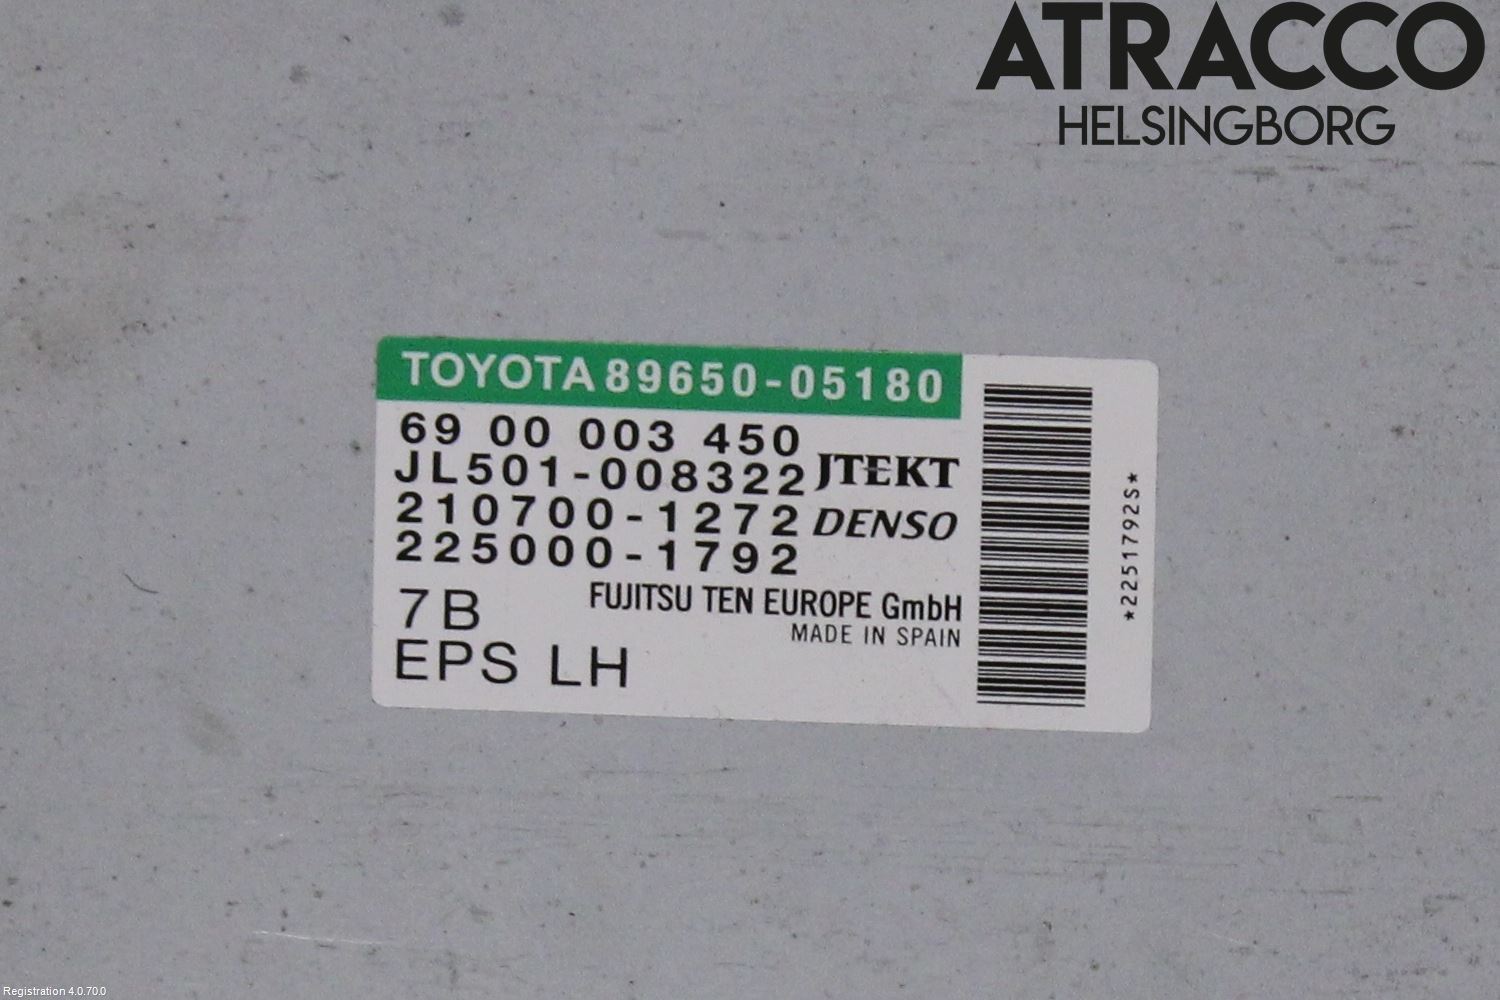 ATRACCO
HELSINGBORG
TOYOTA 89650-05180
69 00 003 450
JL501-008322 JTEKT
210700-1272 DENSO
225000-1792
7B FUJITSU TEN EUROPE GmbH
MADE IN SPAIN
EPS LH
*22517792S*
Registration 4.0.70.0